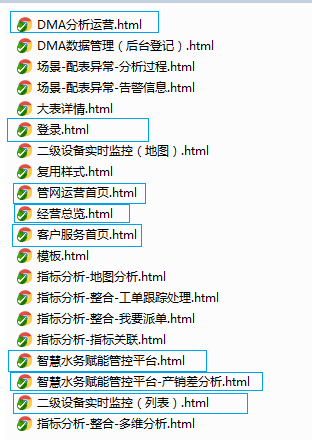 DMA分析运营.html
DMA数据管理（后台登记）.html
场景-配表异常-分析过程.html
场景-配表异常-告警信息.html
大表详情.html
登录.html
二级设备实时监控（地图）.html
复用样式.html
管网运营首页.html
经营总览.html
客户服务首页.html
模板.html
指标分析-地图分析.html
指标分析-整合-工单跟踪处理.html
指标分析-整合-我要派单.html
指标分析-指标关联.html
智慧水务赋能管控平台.html
智慧水务赋能管控平台-产销差分析.html
二级设备实时监控（列表）.html
指标分析-整合-多维分析.html